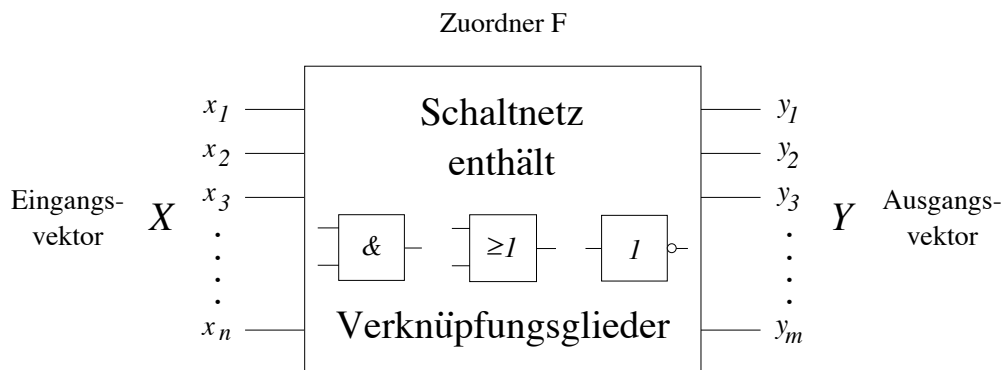 Zuordner F
Schaltnetz
enthält
x1
x2
x3
xn
Eingangs-
vektor
X
&
≥1
1
Verknüpfungsglieder
y1
y2
y3
ym
Y
Ausgangs-
vektor